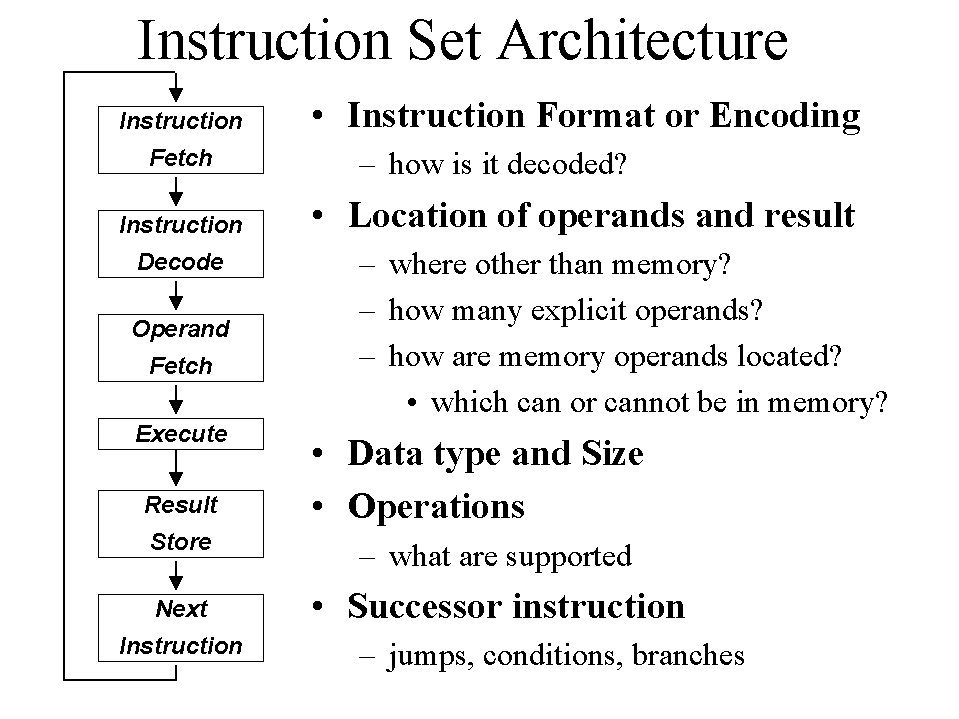 Instruction Set Architecture
Instruction
Fetch
Instruction
Decode
Operand
Fetch
Execute
Result
Store
Next
Instruction
• Instruction Format or Encoding
– how is it decoded?
• Location of operands and result
– where other than memory?
– how many explicit operands?
– how are memory operands located?
• which can or cannot be in memory?
• Data type and Size
• Operations
– what are supported
• Successor instruction
– jumps, conditions, branches